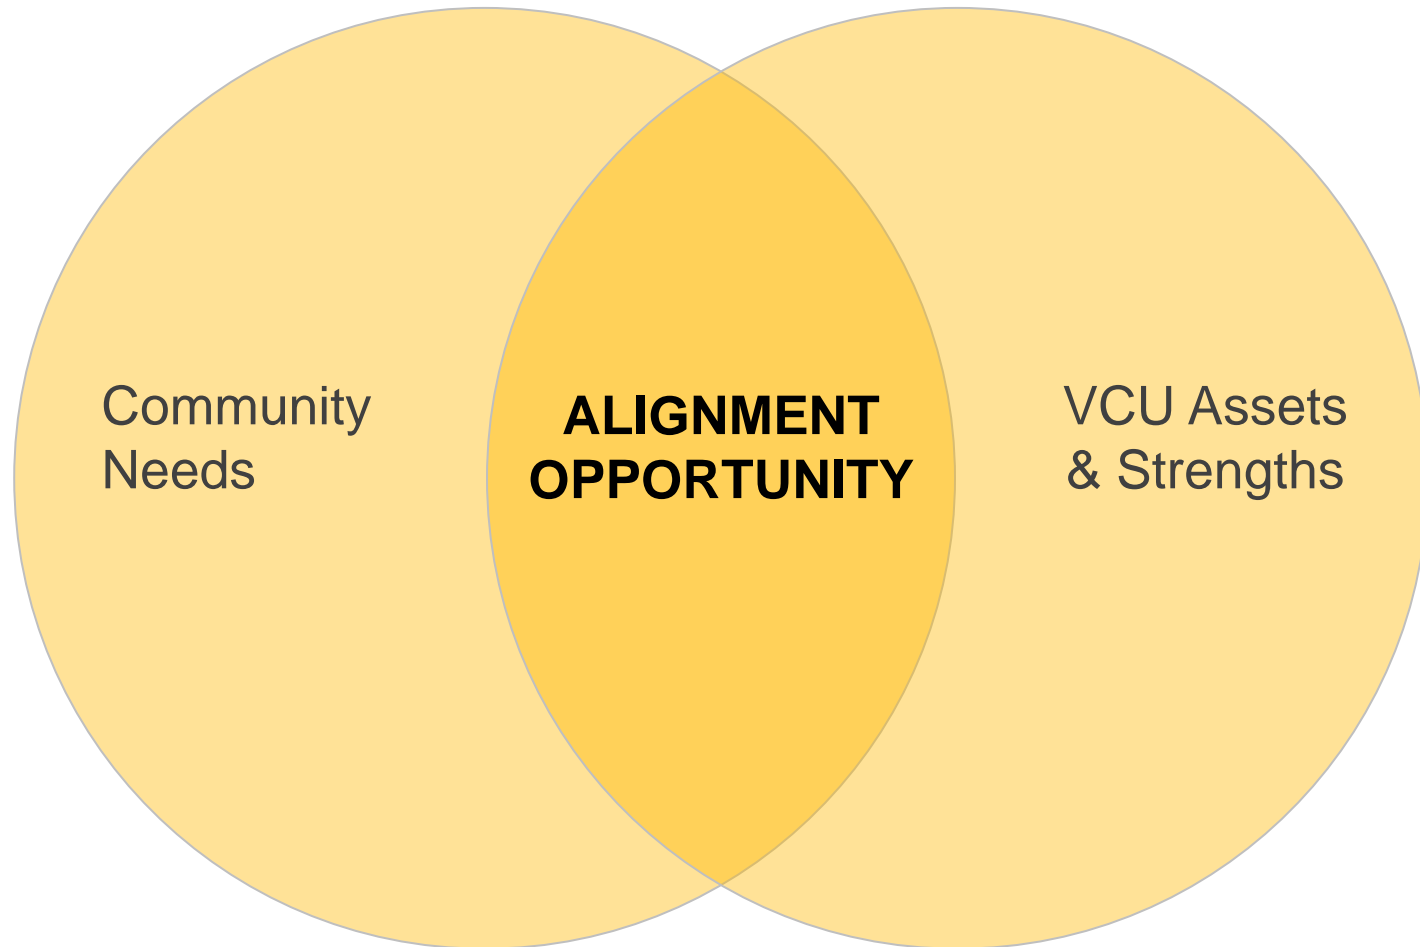 Community
Needs
ALIGNMENT
OPPORTUNITY
VCU Assets
& Strengths